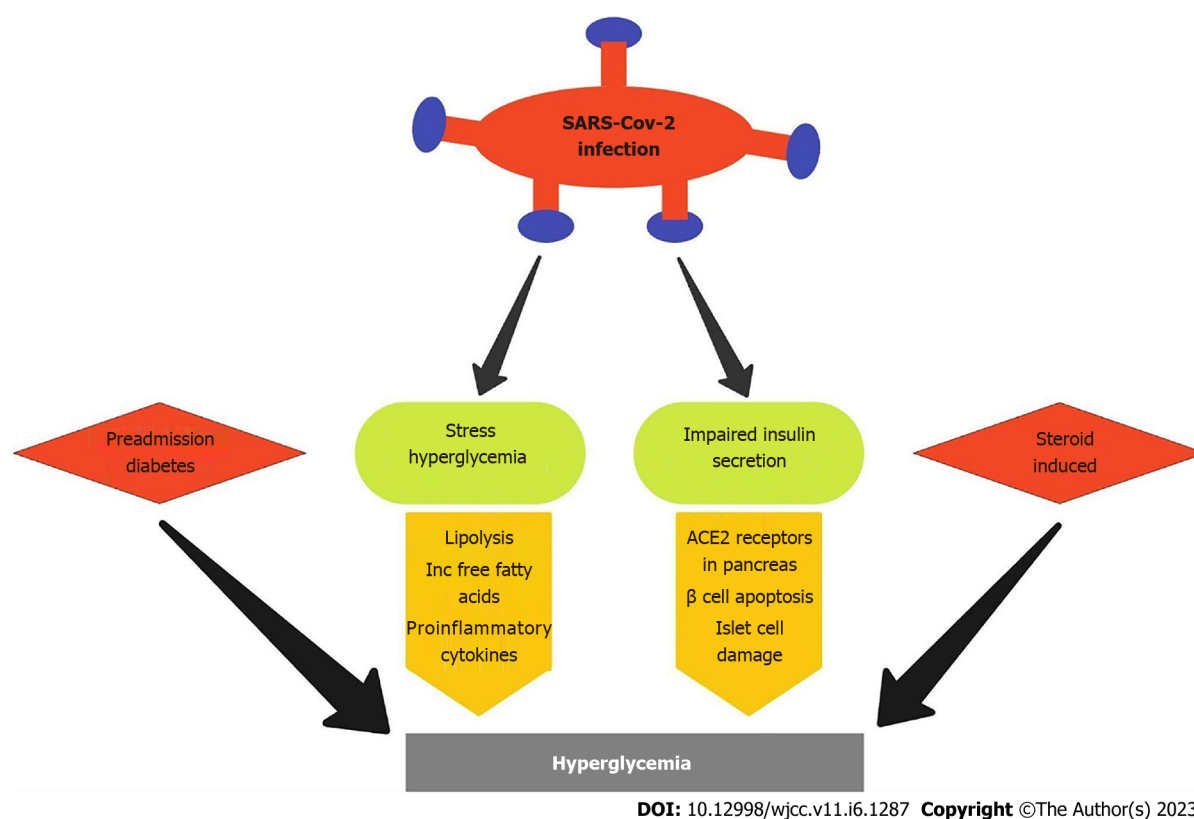 SARS-Cov-2
infection
Preadmission
diabetes
Stress
hyperglycemia
Impaired insulin
secretion
Steroid
induced
Lipolysis
Inc free fatty
acids
Proinflammatory
cytokines
ACE2 receptors
in pancreas
β cell apoptosis
Islet cell
damage
Hyperglycemia
DOI: 10.12998/wjcc.v11.i6.1287 Copyright ©The Author(s) 2023